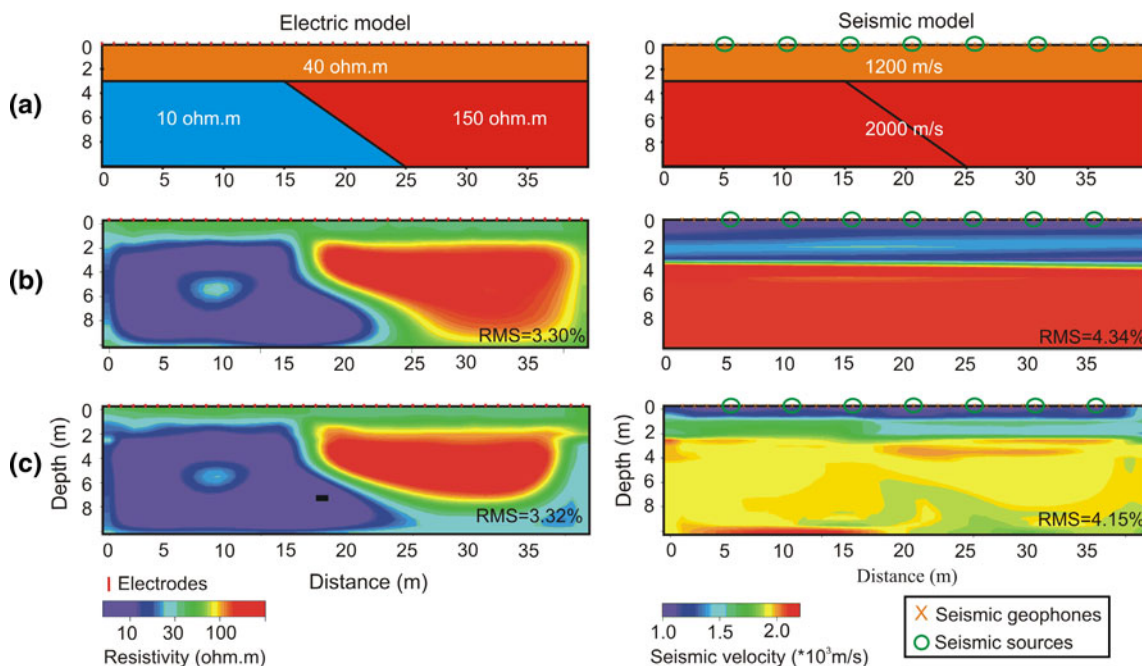 Electric model
Seismic model
(a)
0
2
4
6
8
40 ohm.m
10 ohm.m
150 ohm.m
0 5 10 15 20 25 30 35
0
2
4
6
8
1200 m/s
2000 m/s
0 5 10 15 20 25 30 35
(b)
0
2
4
6
8
RMS=3.30%
0 5 10 15 20 25 30 35
0
2
4
6
8
RMS=4.34%
0 5 10 15 20 25 30 35
(c)
Depth (m)
0
2
4
6
8
RMS=3.32%
0 5 10 15 20 25 30 35
Distance (m)
Depth (m)
0
2
4
6
8
RMS=4.15%
0 5 10 15 20 25 30 35
Distance (m)
Electrodes
10 30 100
Resistivity (ohm.m)
1.0 1.5 2.0
Seismic velocity (*10³m/s)
X Seismic geophones
Seismic sources